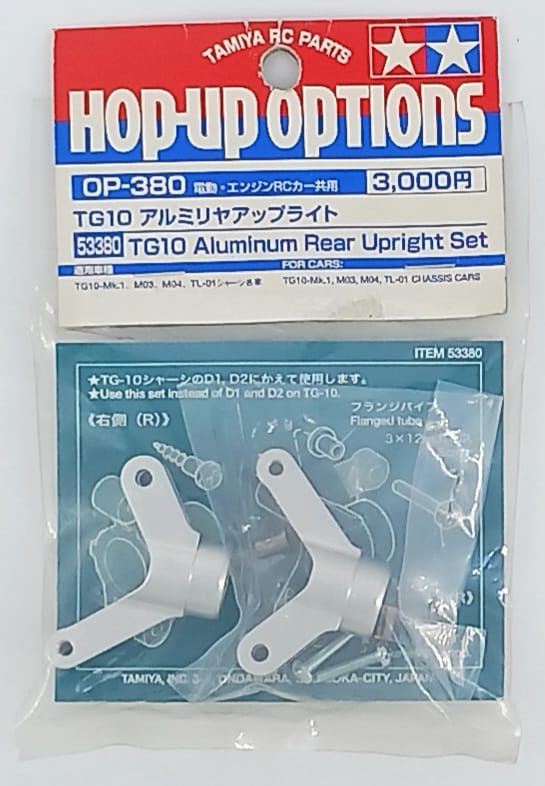 TAMIYA RC PARTS
HOP-UP OPTIONS
OP-380 電動・エンジンRCカー共用 3,000円
TG10 アルミリヤアップライト
53380 TG10 Aluminum Rear Upright Set
適用車種 FOR CARS:
TG10-Mk.1、M03、M04、TL-01シャーシ各車 TG10-Mk.1, M03, M04, TL-01 CHASSIS CARS
ITEM 53380
★TG-10シャーシのD1, D2にかえて使用します。
★Use this set instead of D1 and D2 on TG-10.
《右側 (R)》
フランジパイプ
Flanged tube
3×12
TAMIYA, INC. KA-CITY, JAPAN